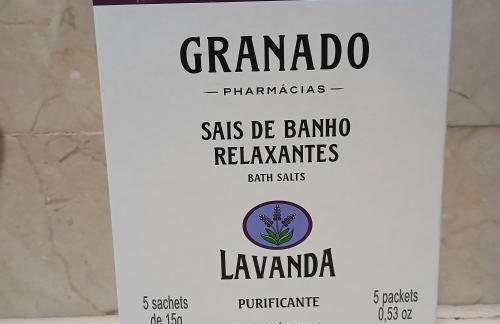 GRANADO
PHARMÁCIAS
SAIS DE BANHO
RELAXANTES
BATH SALTS
LAVANDA
PURIFICANTE
5 sachets
de 15g
5 packets
0,53 oz